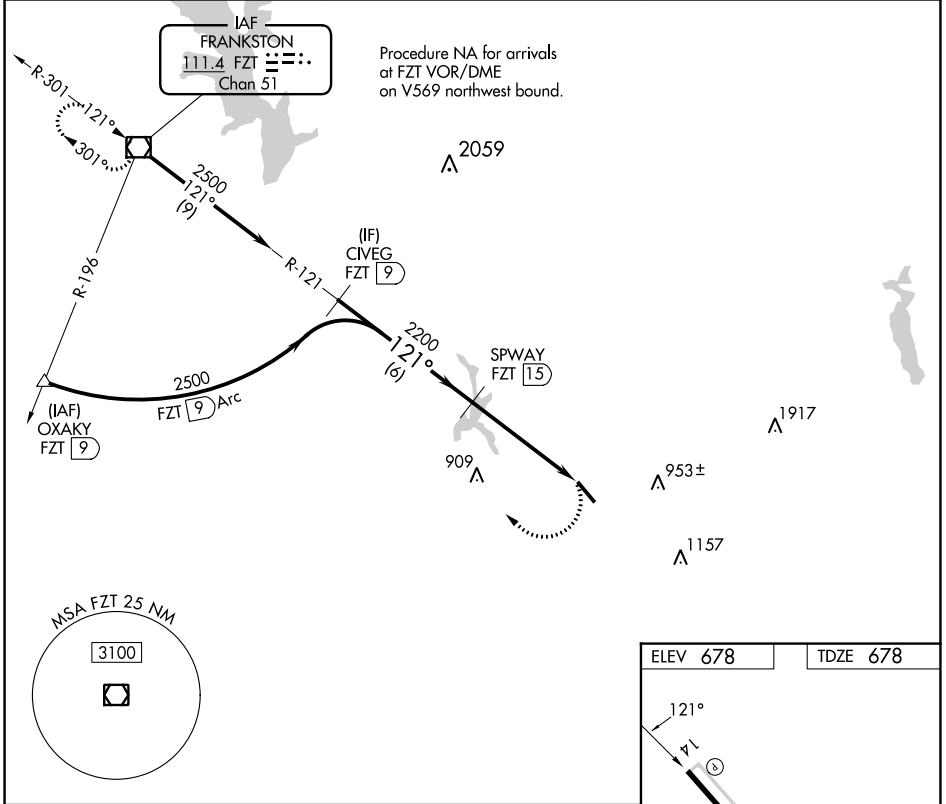 IAF
FRANKSTON
111.4 FZT
Chan 51
Procedure NA for arrivals
at FZT VOR/DME
on V569 northwest bound.
R-301
121°
301°
2059
2500
121°
(9)
R-196
(IF)
CIVEG
FZT 9
R-121
2200
121°
(6)
SPWAY
FZT 15
2500
FZT 9 Arc
(IAF)
OXAKY
FZT 9
1917
909
953±
1157
MSA FZT 25 NM
3100
ELEV 678
TDZE 678
121°
14
P